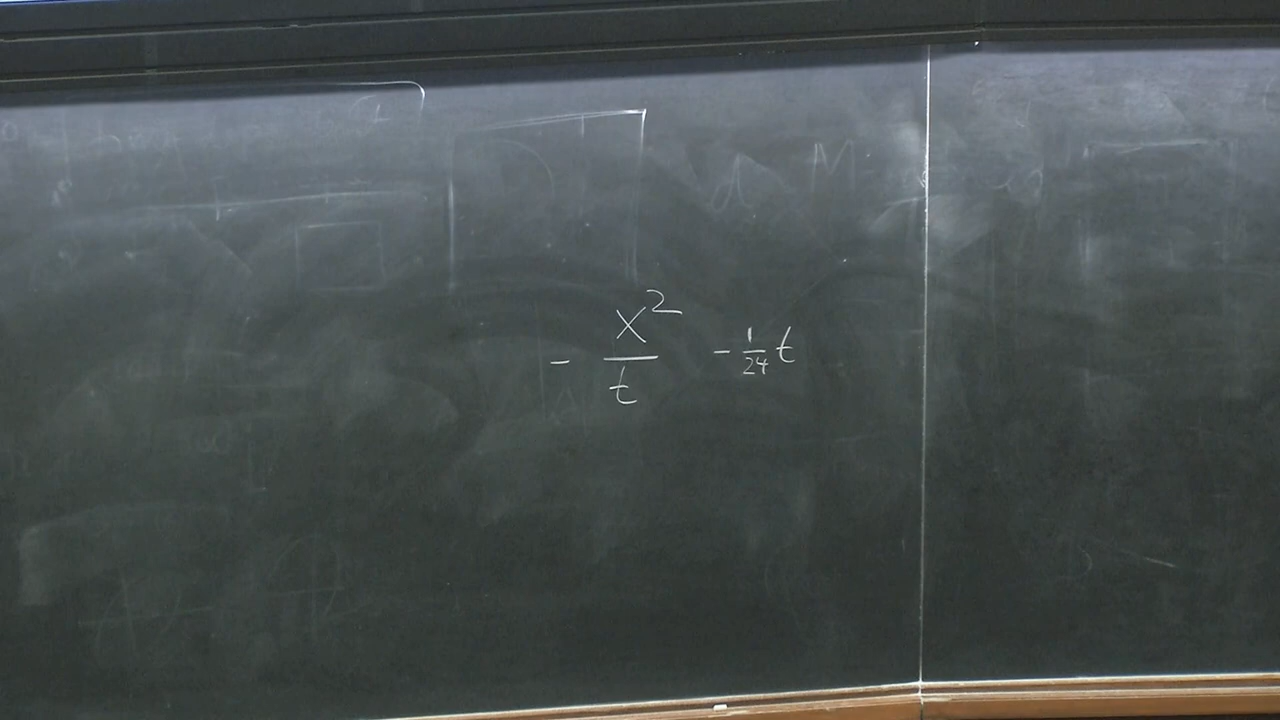 - x²/t - 1/24 t